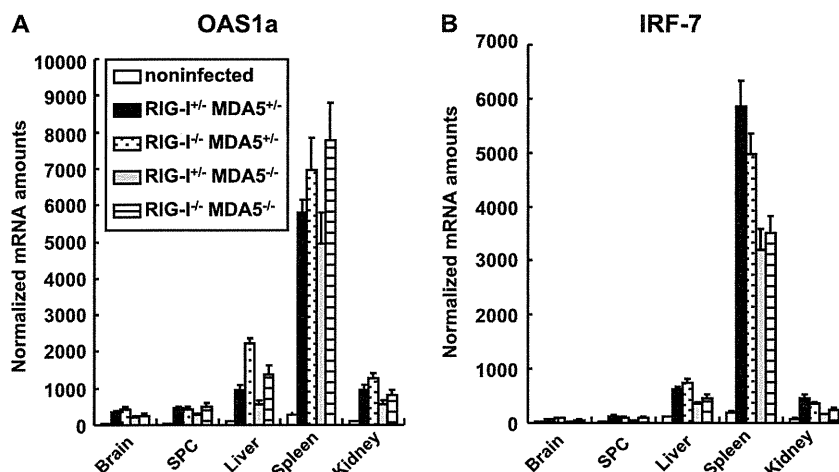 A
OAS1a
Normalized mRNA amounts
10000
9000
8000
7000
6000
5000
4000
3000
2000
1000
0
noninfected
RIG-I+/- MDA5+/-
RIG-I-/- MDA5+/-
RIG-I+/- MDA5-/-
RIG-I-/- MDA5-/-
Brain
SPC
Liver
Spleen
Kidney
B
IRF-7
Normalized mRNA amounts
7000
6000
5000
4000
3000
2000
1000
0
Brain
SPC
Liver
Spleen
Kidney